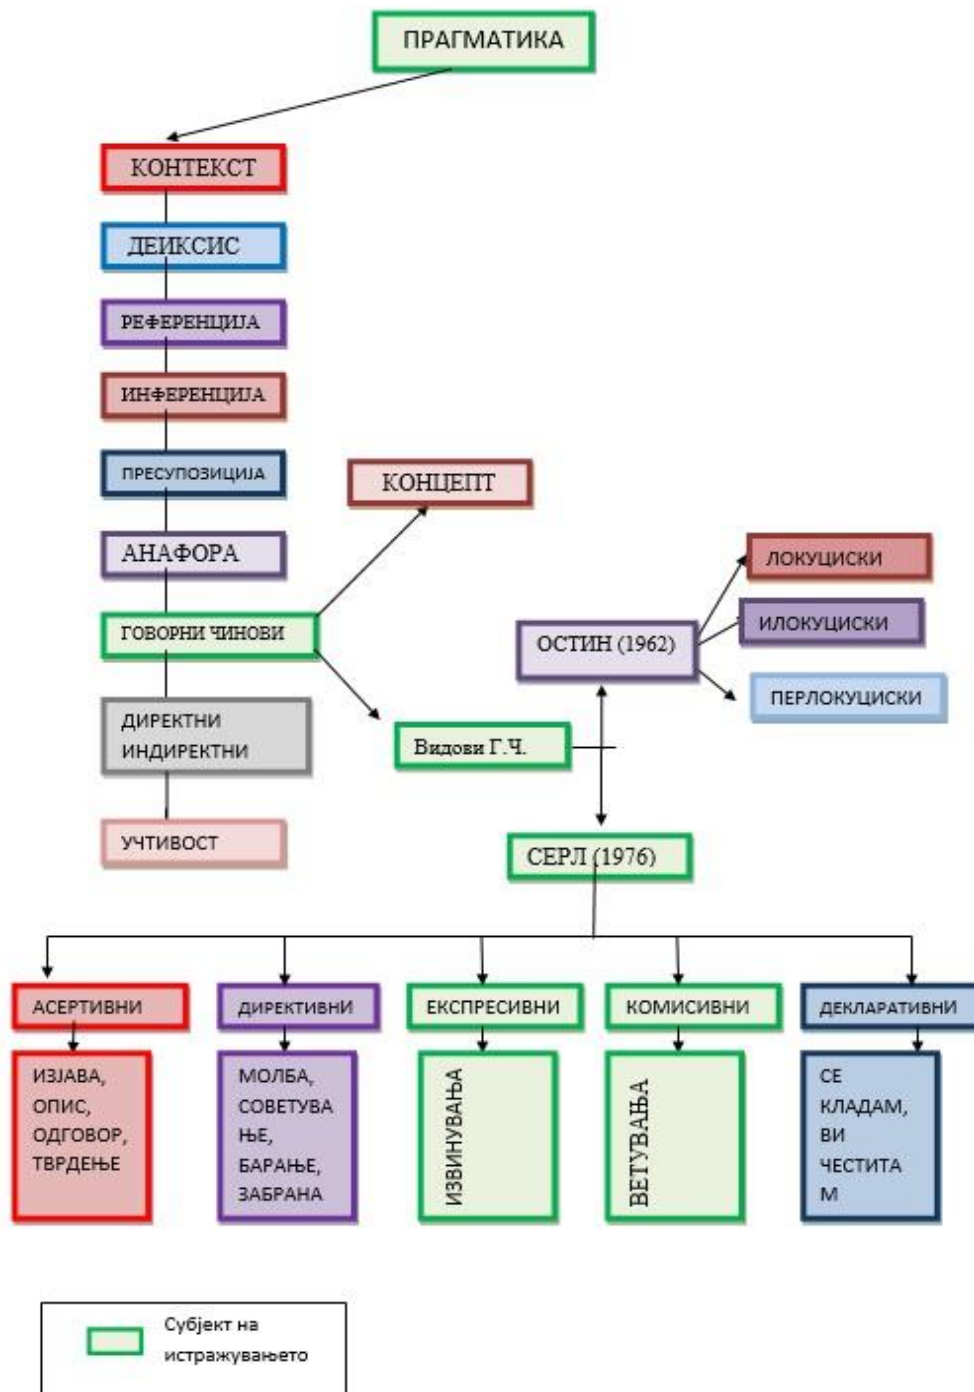 ПРАГМАТИКА
КОНТЕКСТ
ДЕИКСИС
РЕФЕРЕНЦИЈА
ИНФЕРЕНЦИЈА
ПРЕСУПОЗИЦИЈА
КОНЦЕПТ
АНАФОРА
ЛОКУЦИСКИ
ГОВОРНИ ЧИНОВИ
ИЛОКУЦИСКИ
ОСТИН (1962)
ПЕРЛОКУЦИСКИ
ДИРЕКТНИ
ИНДИРЕКТНИ
Видови Г.Ч.
УЧТИВОСТ
СЕРЛ (1976)
АСЕРТИВНИ
ДИРЕКТИВНИ
ЕКСПРЕСИВНИ
КОМИСИВНИ
ДЕКЛАРАТИВНИ
ИЗЈАВА,
ОПИС,
ОДГОВОР,
ТВРДЕЊЕ
МОЛБА,
СОВЕТУВА
ЊЕ,
БАРАЊЕ,
ЗАБРАНА
ИЗВИНУВАЊА
ВЕТУВАЊА
СЕ
КЛАДАМ,
ВИ
ЧЕСТИТА
М
Субјект на
истражувањето